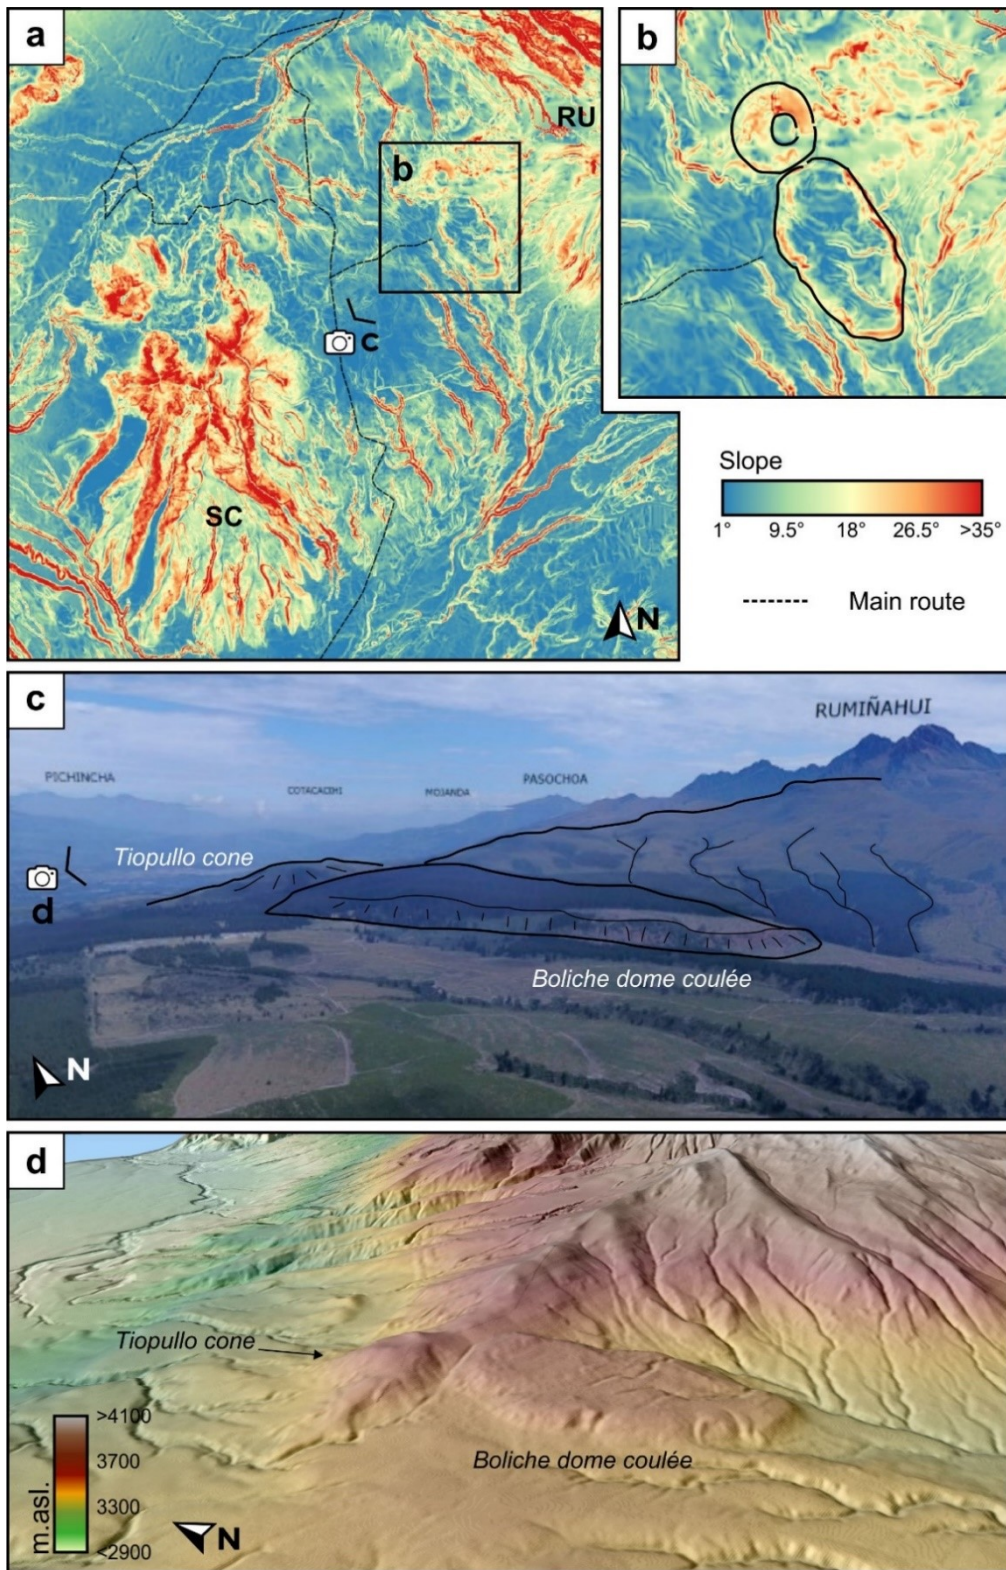 a
RU
b
C
SC
N
b
Slope
1° 9.5° 18° 26.5° >35°
Main route
c
RUMIÑAHUI
PICHINCHA
COTACACHI
MOJANDA
PASOCHOA
Tiopullo cone
d
Boliche dome coulée
N
d
Tiopullo cone
Boliche dome coulée
m.asl.
>4100
3700
3300
<2900
N